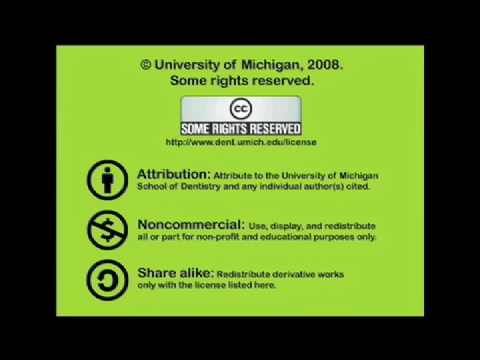 © University of Michigan, 2008.
Some rights reserved.
cc
SOME RIGHTS RESERVED
http://www.dent.umich.edu/license
Attribution: Attribute to the University of Michigan
School of Dentistry and any individual author(s) cited.
Noncommercial: Use, display, and redistribute
all or part for non-profit and educational purposes only.
Share alike: Redistribute derivative works
only with the license listed here.